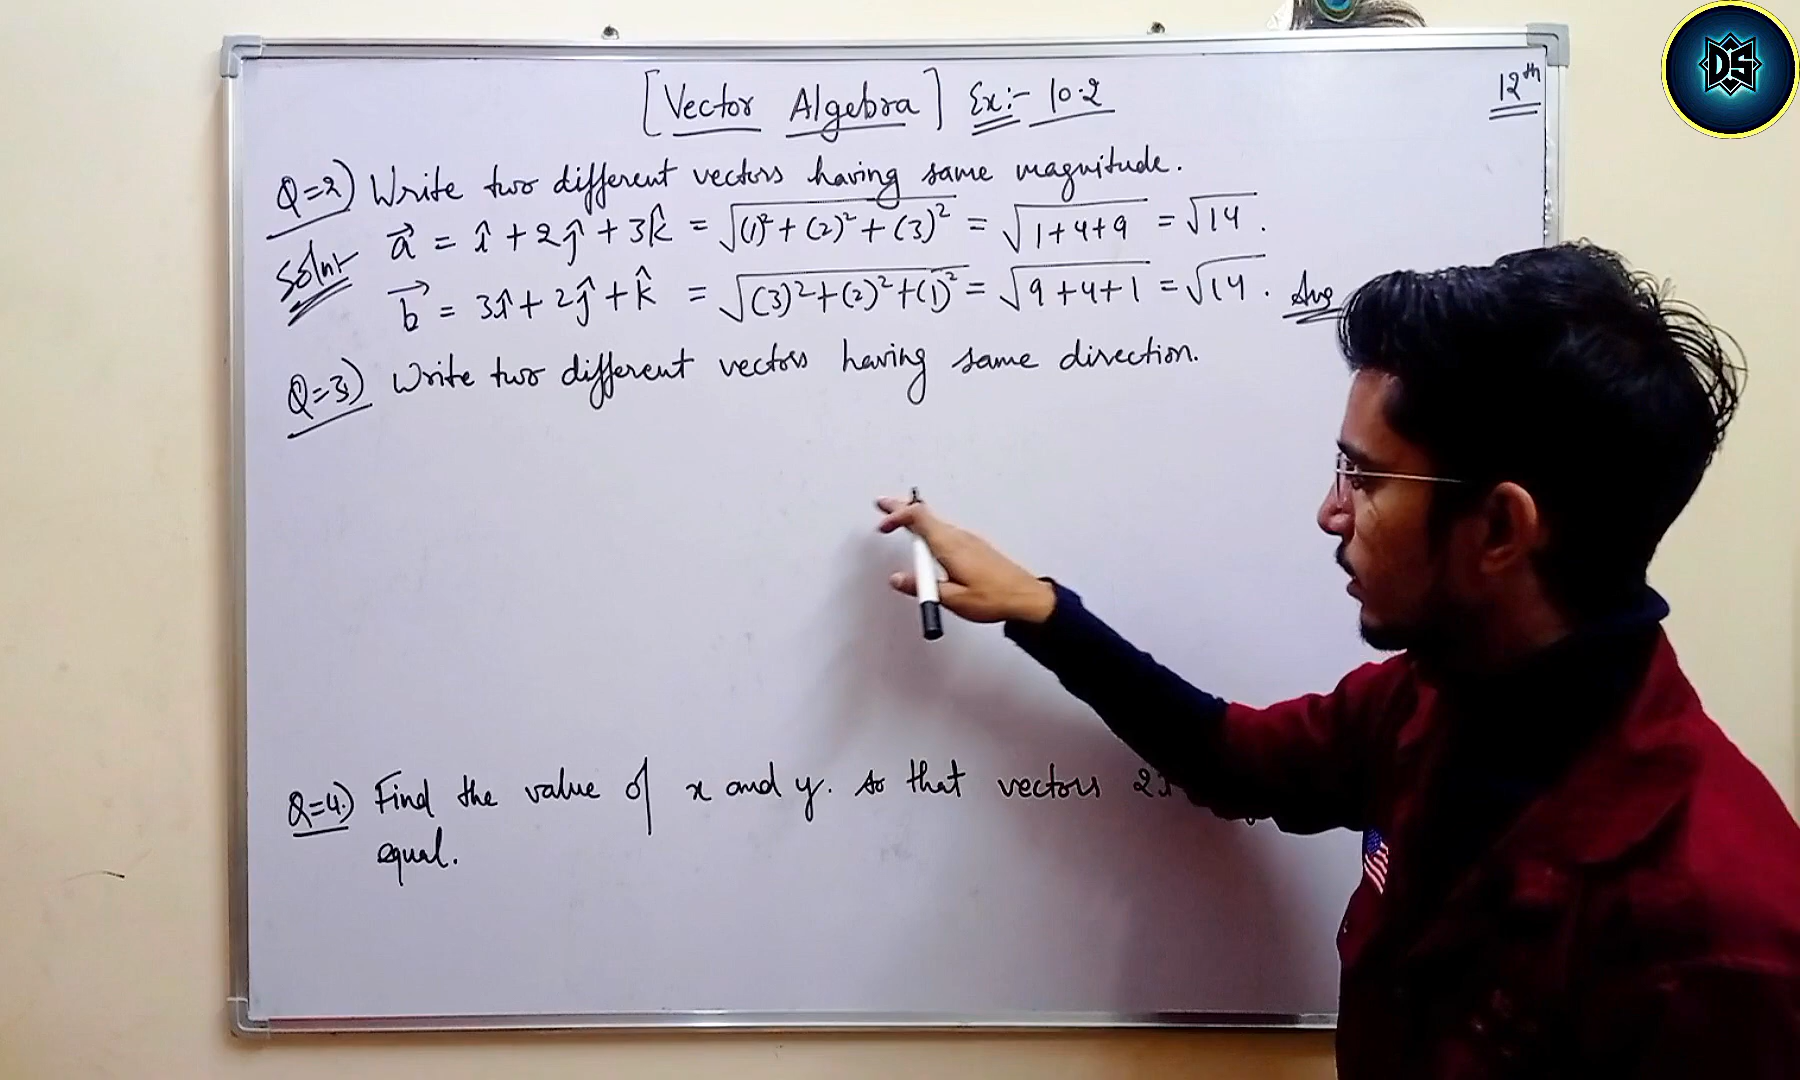 [Vector Algebra] Ex:- 10.2
12th
Q=2) Write two different vectors having same magnitude.
Soln:- a⃗ = î + 2ĵ + 3k̂ = √(1)² + (2)² + (3)² = √1+4+9 = √14.
b⃗ = 3î + 2ĵ + k̂ = √(3)² + (2)² + (1)² = √9+4+1 = √14. Ans
Q=3) Write two different vectors having same direction.
Q=4.) Find the value of x and y. so that vectors
equal.
DS